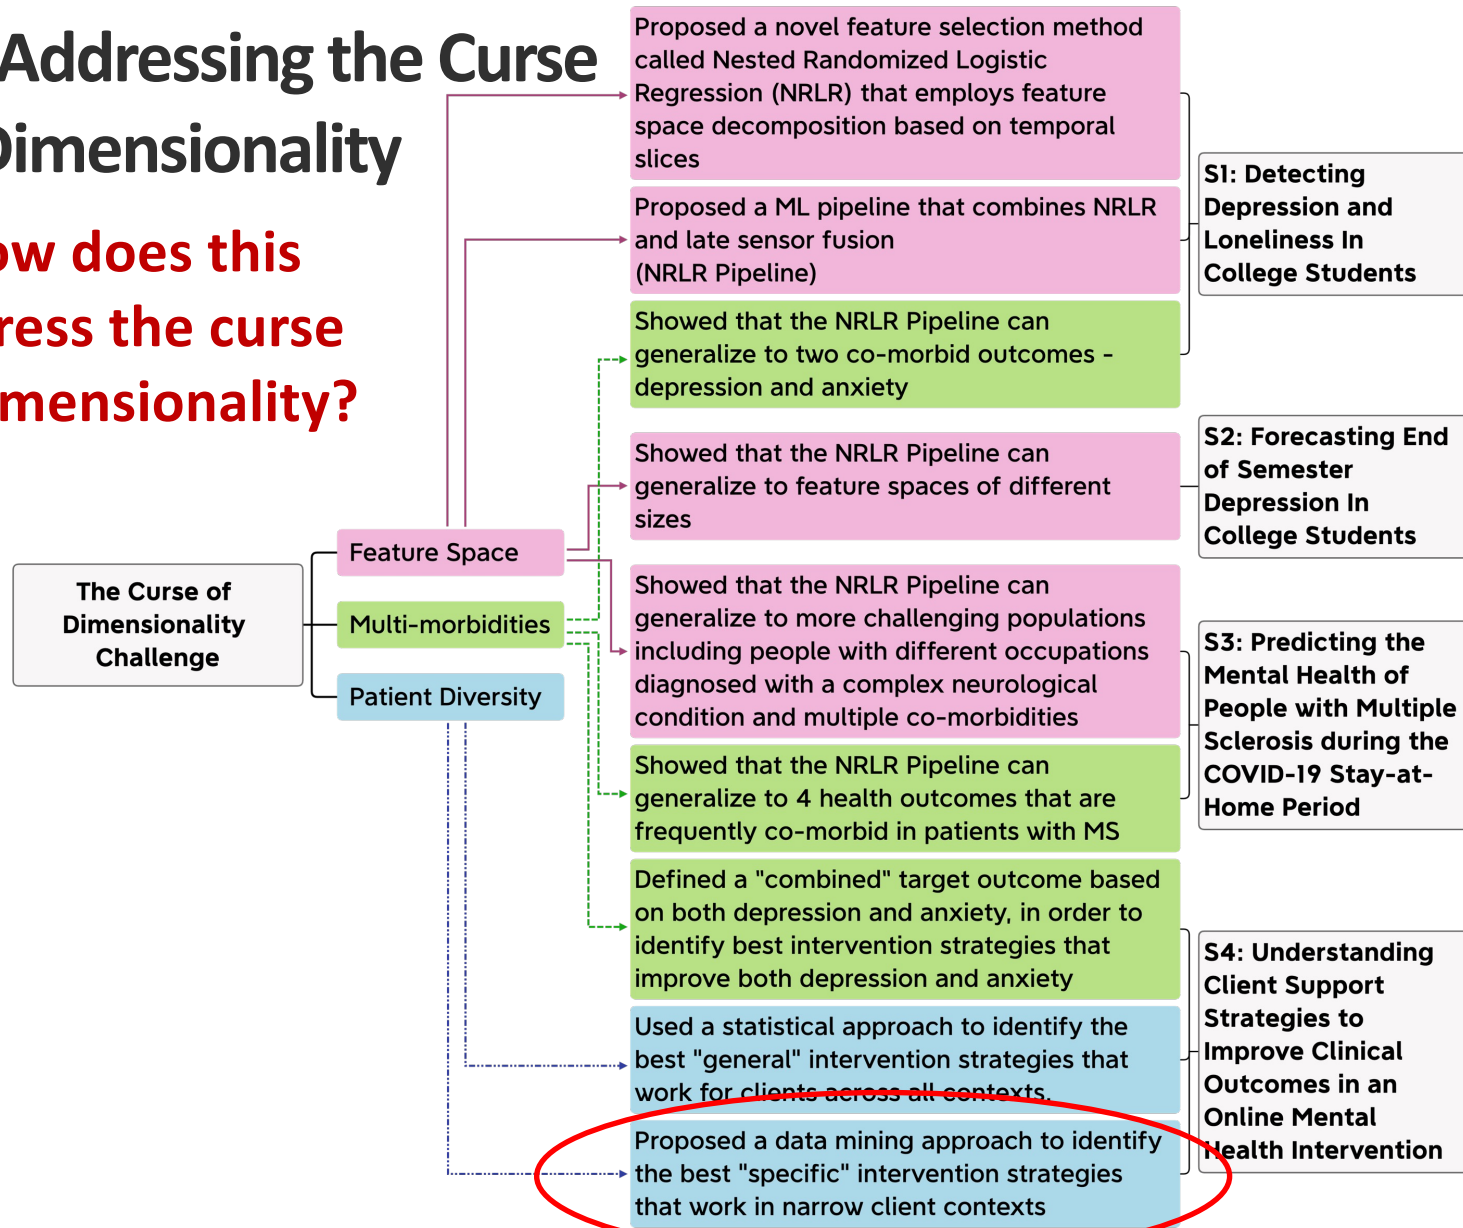 Addressing the Curse
Dimensionality
ow does this
ress the curse
mensionality?
The Curse of
Dimensionality
Challenge
Feature Space
Multi-morbidities
Patient Diversity
Proposed a novel feature selection method
called Nested Randomized Logistic
Regression (NRLR) that employs feature
space decomposition based on temporal
slices
Proposed a ML pipeline that combines NRLR
and late sensor fusion
(NRLR Pipeline)
Showed that the NRLR Pipeline can
generalize to two co-morbid outcomes -
depression and anxiety
Showed that the NRLR Pipeline can
generalize to feature spaces of different
sizes
Showed that the NRLR Pipeline can
generalize to more challenging populations
including people with different occupations
diagnosed with a complex neurological
condition and multiple co-morbidities
Showed that the NRLR Pipeline can
generalize to 4 health outcomes that are
frequently co-morbid in patients with MS
Defined a "combined" target outcome based
on both depression and anxiety, in order to
identify best intervention strategies that
improve both depression and anxiety
Used a statistical approach to identify the
best "general" intervention strategies that
work for clients across all contexts.
Proposed a data mining approach to identify
the best "specific" intervention strategies
that work in narrow client contexts
S1: Detecting
Depression and
Loneliness In
College Students
S2: Forecasting End
of Semester
Depression In
College Students
S3: Predicting the
Mental Health of
People with Multiple
Sclerosis during the
COVID-19 Stay-at-
Home Period
S4: Understanding
Client Support
Strategies to
Improve Clinical
Outcomes in an
Online Mental
Health Intervention